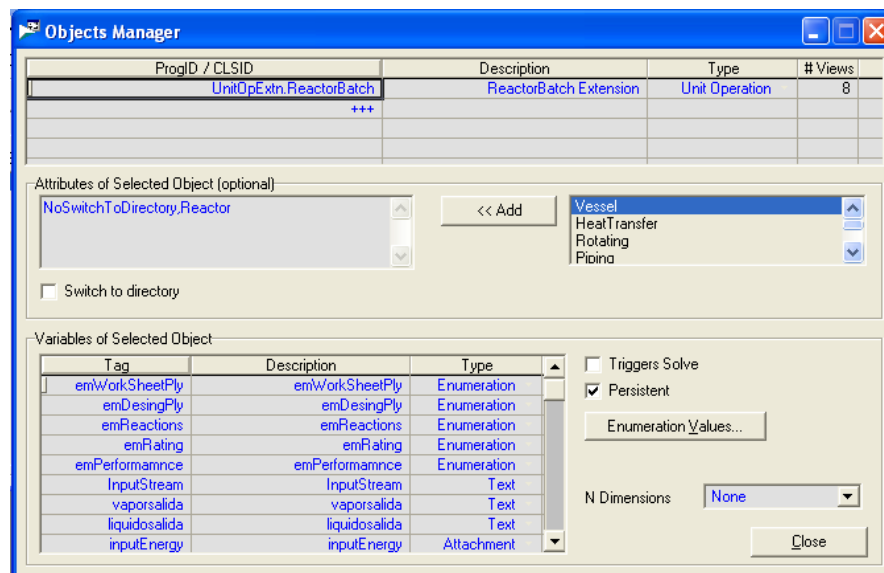 Objects Manager
ProgID / CLSID Description Type # Views
UnitOpExtn.ReactorBatch ReactorBatch Extension Unit Operation 8
+++
Attributes of Selected Object (optional)
NoSwitchToDirectory,Reactor
<< Add
Vessel
HeatTransfer
Rotating
Piping
Switch to directory
Variables of Selected Object
Tag Description Type
emWorkSheetPly emWorkSheetPly Enumeration
emDesingPly emDesingPly Enumeration
emReactions emReactions Enumeration
emRating emRating Enumeration
emPerformamnce emPerformamnce Enumeration
InputStream InputStream Text
vaporsalida vaporsalida Text
liquidosalida liquidosalida Text
inputEnergy inputEnergy Attachment
Triggers Solve
Persistent
Enumeration Values...
N Dimensions None
Close